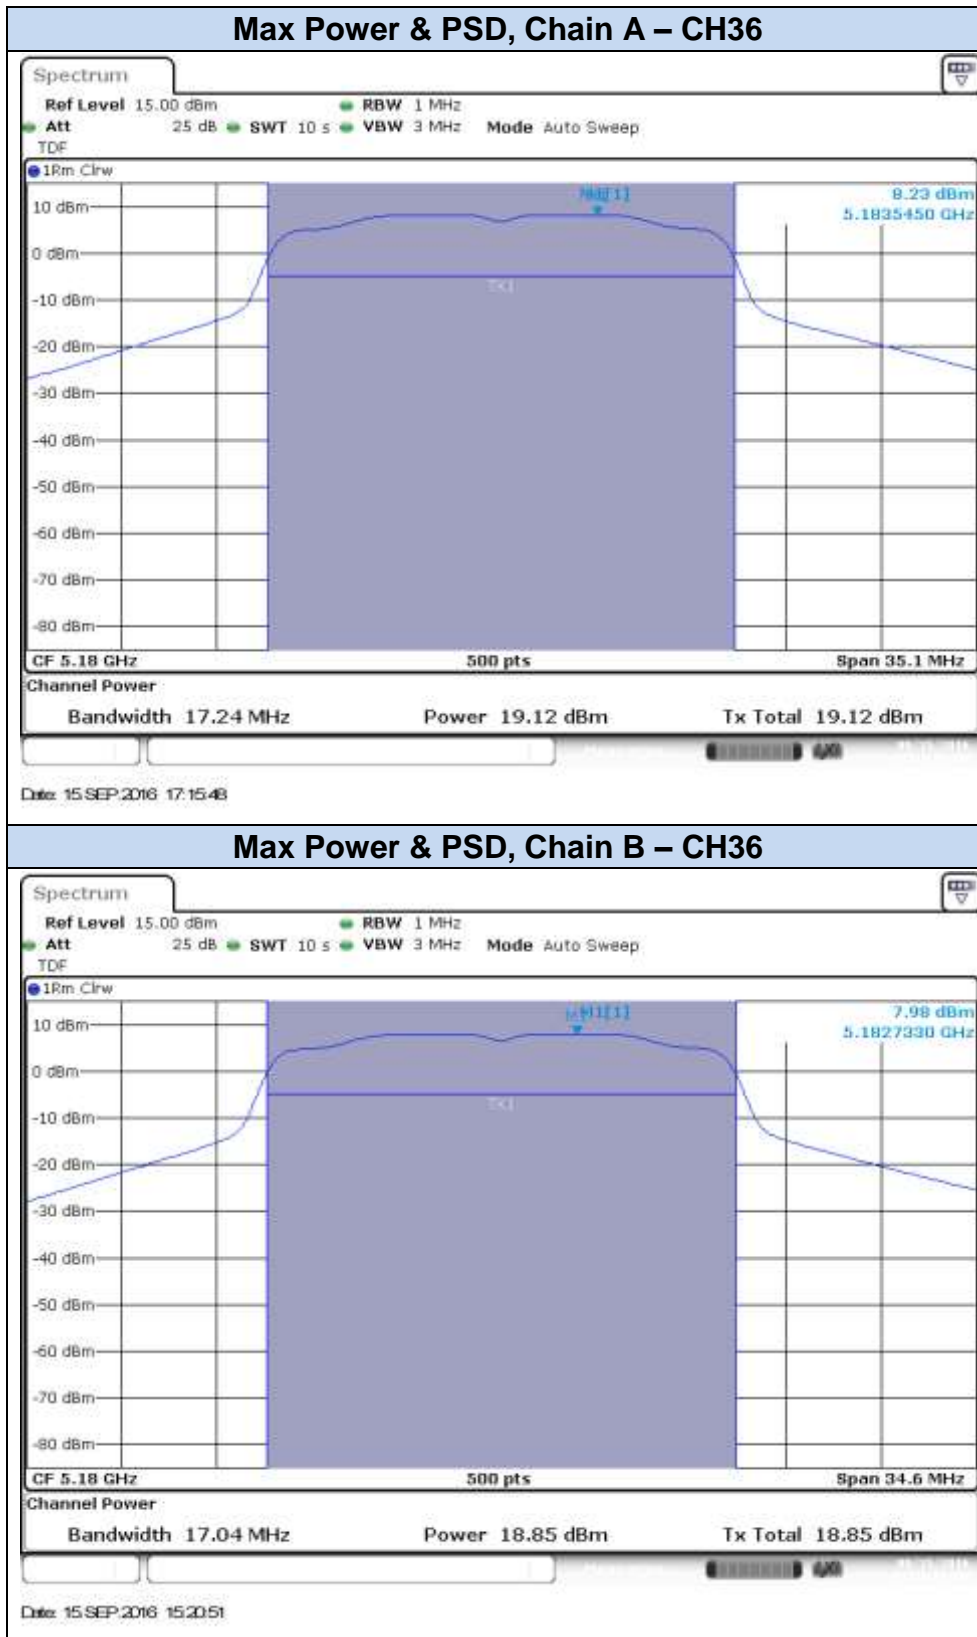 Max Power & PSD, Chain A – CH36
Spectrum
Ref Level 15.00 dBm RBW 1 MHz
Att 25 dB SWT 10 s VBW 3 MHz Mode Auto Sweep
TDF
1Rm Clrw
8.23 dBm
10 dBm
5.1835450 GHz
0 dBm
Tx1
-10 dBm
-20 dBm
-30 dBm
-40 dBm
-50 dBm
-60 dBm
-70 dBm
-80 dBm
CF 5.18 GHz 500 pts Span 35.1 MHz
Channel Power
Bandwidth 17.24 MHz Power 19.12 dBm Tx Total 19.12 dBm
Date: 15.SEP.2016 17:15:48
Max Power & PSD, Chain B – CH36
Spectrum
Ref Level 15.00 dBm RBW 1 MHz
Att 25 dB SWT 10 s VBW 3 MHz Mode Auto Sweep
TDF
1Rm Clrw
M1[1] 7.98 dBm
10 dBm
5.1827330 GHz
0 dBm
Tx1
-10 dBm
-20 dBm
-30 dBm
-40 dBm
-50 dBm
-60 dBm
-70 dBm
-80 dBm
CF 5.18 GHz 500 pts Span 34.6 MHz
Channel Power
Bandwidth 17.04 MHz Power 18.85 dBm Tx Total 18.85 dBm
Date: 15.SEP.2016 15:20:51